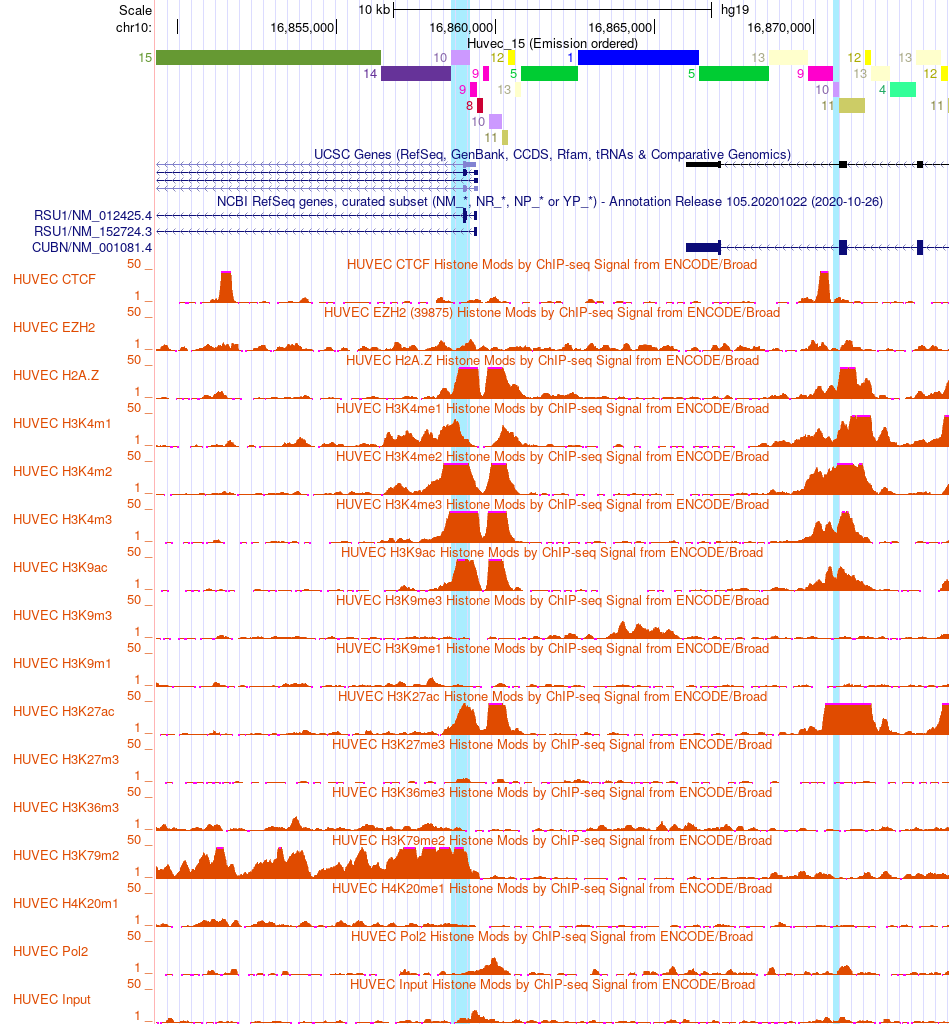 Scale 10 kb hg19
chr10: 16,855,000 16,860,000 16,865,000 16,870,000
Huvec_15 (Emission ordered)
15 10 12 1 13 12 13
14 9 5 5 9 13 12
9 13 10 4
8 11 11
10
11
UCSC Genes (RefSeq, GenBank, CCDS, Rfam, tRNAs & Comparative Genomics)
NCBI RefSeq genes, curated subset (NM_*, NR_*, NP_* or YP_*) - Annotation Release 105.20201022 (2020-10-26)
RSU1/NM_012425.4
RSU1/NM_152724.3
CUBN/NM_001081.4
50 _ HUVEC CTCF Histone Mods by ChIP-seq Signal from ENCODE/Broad
HUVEC CTCF
1 _
50 _ HUVEC EZH2 (39875) Histone Mods by ChIP-seq Signal from ENCODE/Broad
HUVEC EZH2
1 _
50 _ HUVEC H2A.Z Histone Mods by ChIP-seq Signal from ENCODE/Broad
HUVEC H2A.Z
1 _
50 _ HUVEC H3K4me1 Histone Mods by ChIP-seq Signal from ENCODE/Broad
HUVEC H3K4m1
1 _
50 _ HUVEC H3K4me2 Histone Mods by ChIP-seq Signal from ENCODE/Broad
HUVEC H3K4m2
1 _
50 _ HUVEC H3K4me3 Histone Mods by ChIP-seq Signal from ENCODE/Broad
HUVEC H3K4m3
1 _
50 _ HUVEC H3K9ac Histone Mods by ChIP-seq Signal from ENCODE/Broad
HUVEC H3K9ac
1 _
50 _ HUVEC H3K9me3 Histone Mods by ChIP-seq Signal from ENCODE/Broad
HUVEC H3K9m3
1 _
50 _ HUVEC H3K9me1 Histone Mods by ChIP-seq Signal from ENCODE/Broad
HUVEC H3K9m1
1 _
50 _ HUVEC H3K27ac Histone Mods by ChIP-seq Signal from ENCODE/Broad
HUVEC H3K27ac
1 _
50 _ HUVEC H3K27me3 Histone Mods by ChIP-seq Signal from ENCODE/Broad
HUVEC H3K27m3
1 _
50 _ HUVEC H3K36me3 Histone Mods by ChIP-seq Signal from ENCODE/Broad
HUVEC H3K36m3
1 _
50 _ HUVEC H3K79me2 Histone Mods by ChIP-seq Signal from ENCODE/Broad
HUVEC H3K79m2
1 _
50 _ HUVEC H4K20me1 Histone Mods by ChIP-seq Signal from ENCODE/Broad
HUVEC H4K20m1
1 _
50 _ HUVEC Pol2 Histone Mods by ChIP-seq Signal from ENCODE/Broad
HUVEC Pol2
1 _
50 _ HUVEC Input Histone Mods by ChIP-seq Signal from ENCODE/Broad
HUVEC Input
1 _